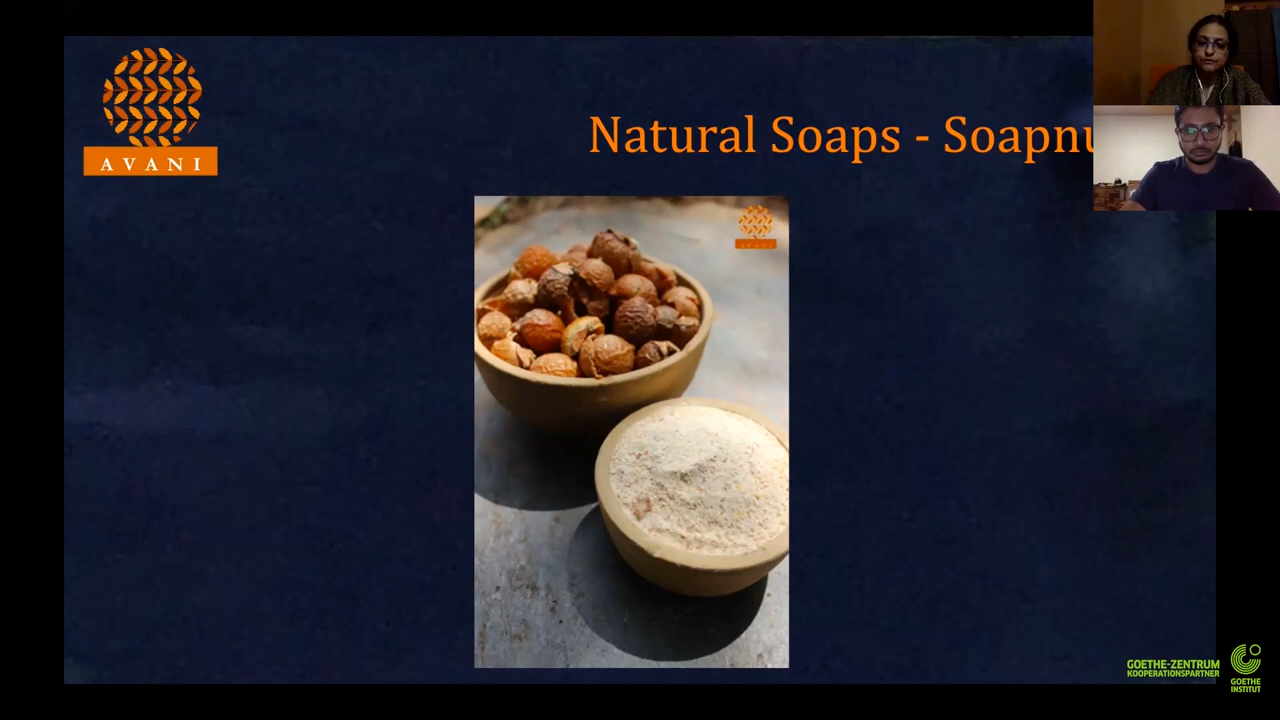 AVANI
Natural Soaps - Soapnu
GOETHE-ZENTRUM
KOOPERATIONSPARTNER
GOETHE
INSTITUT